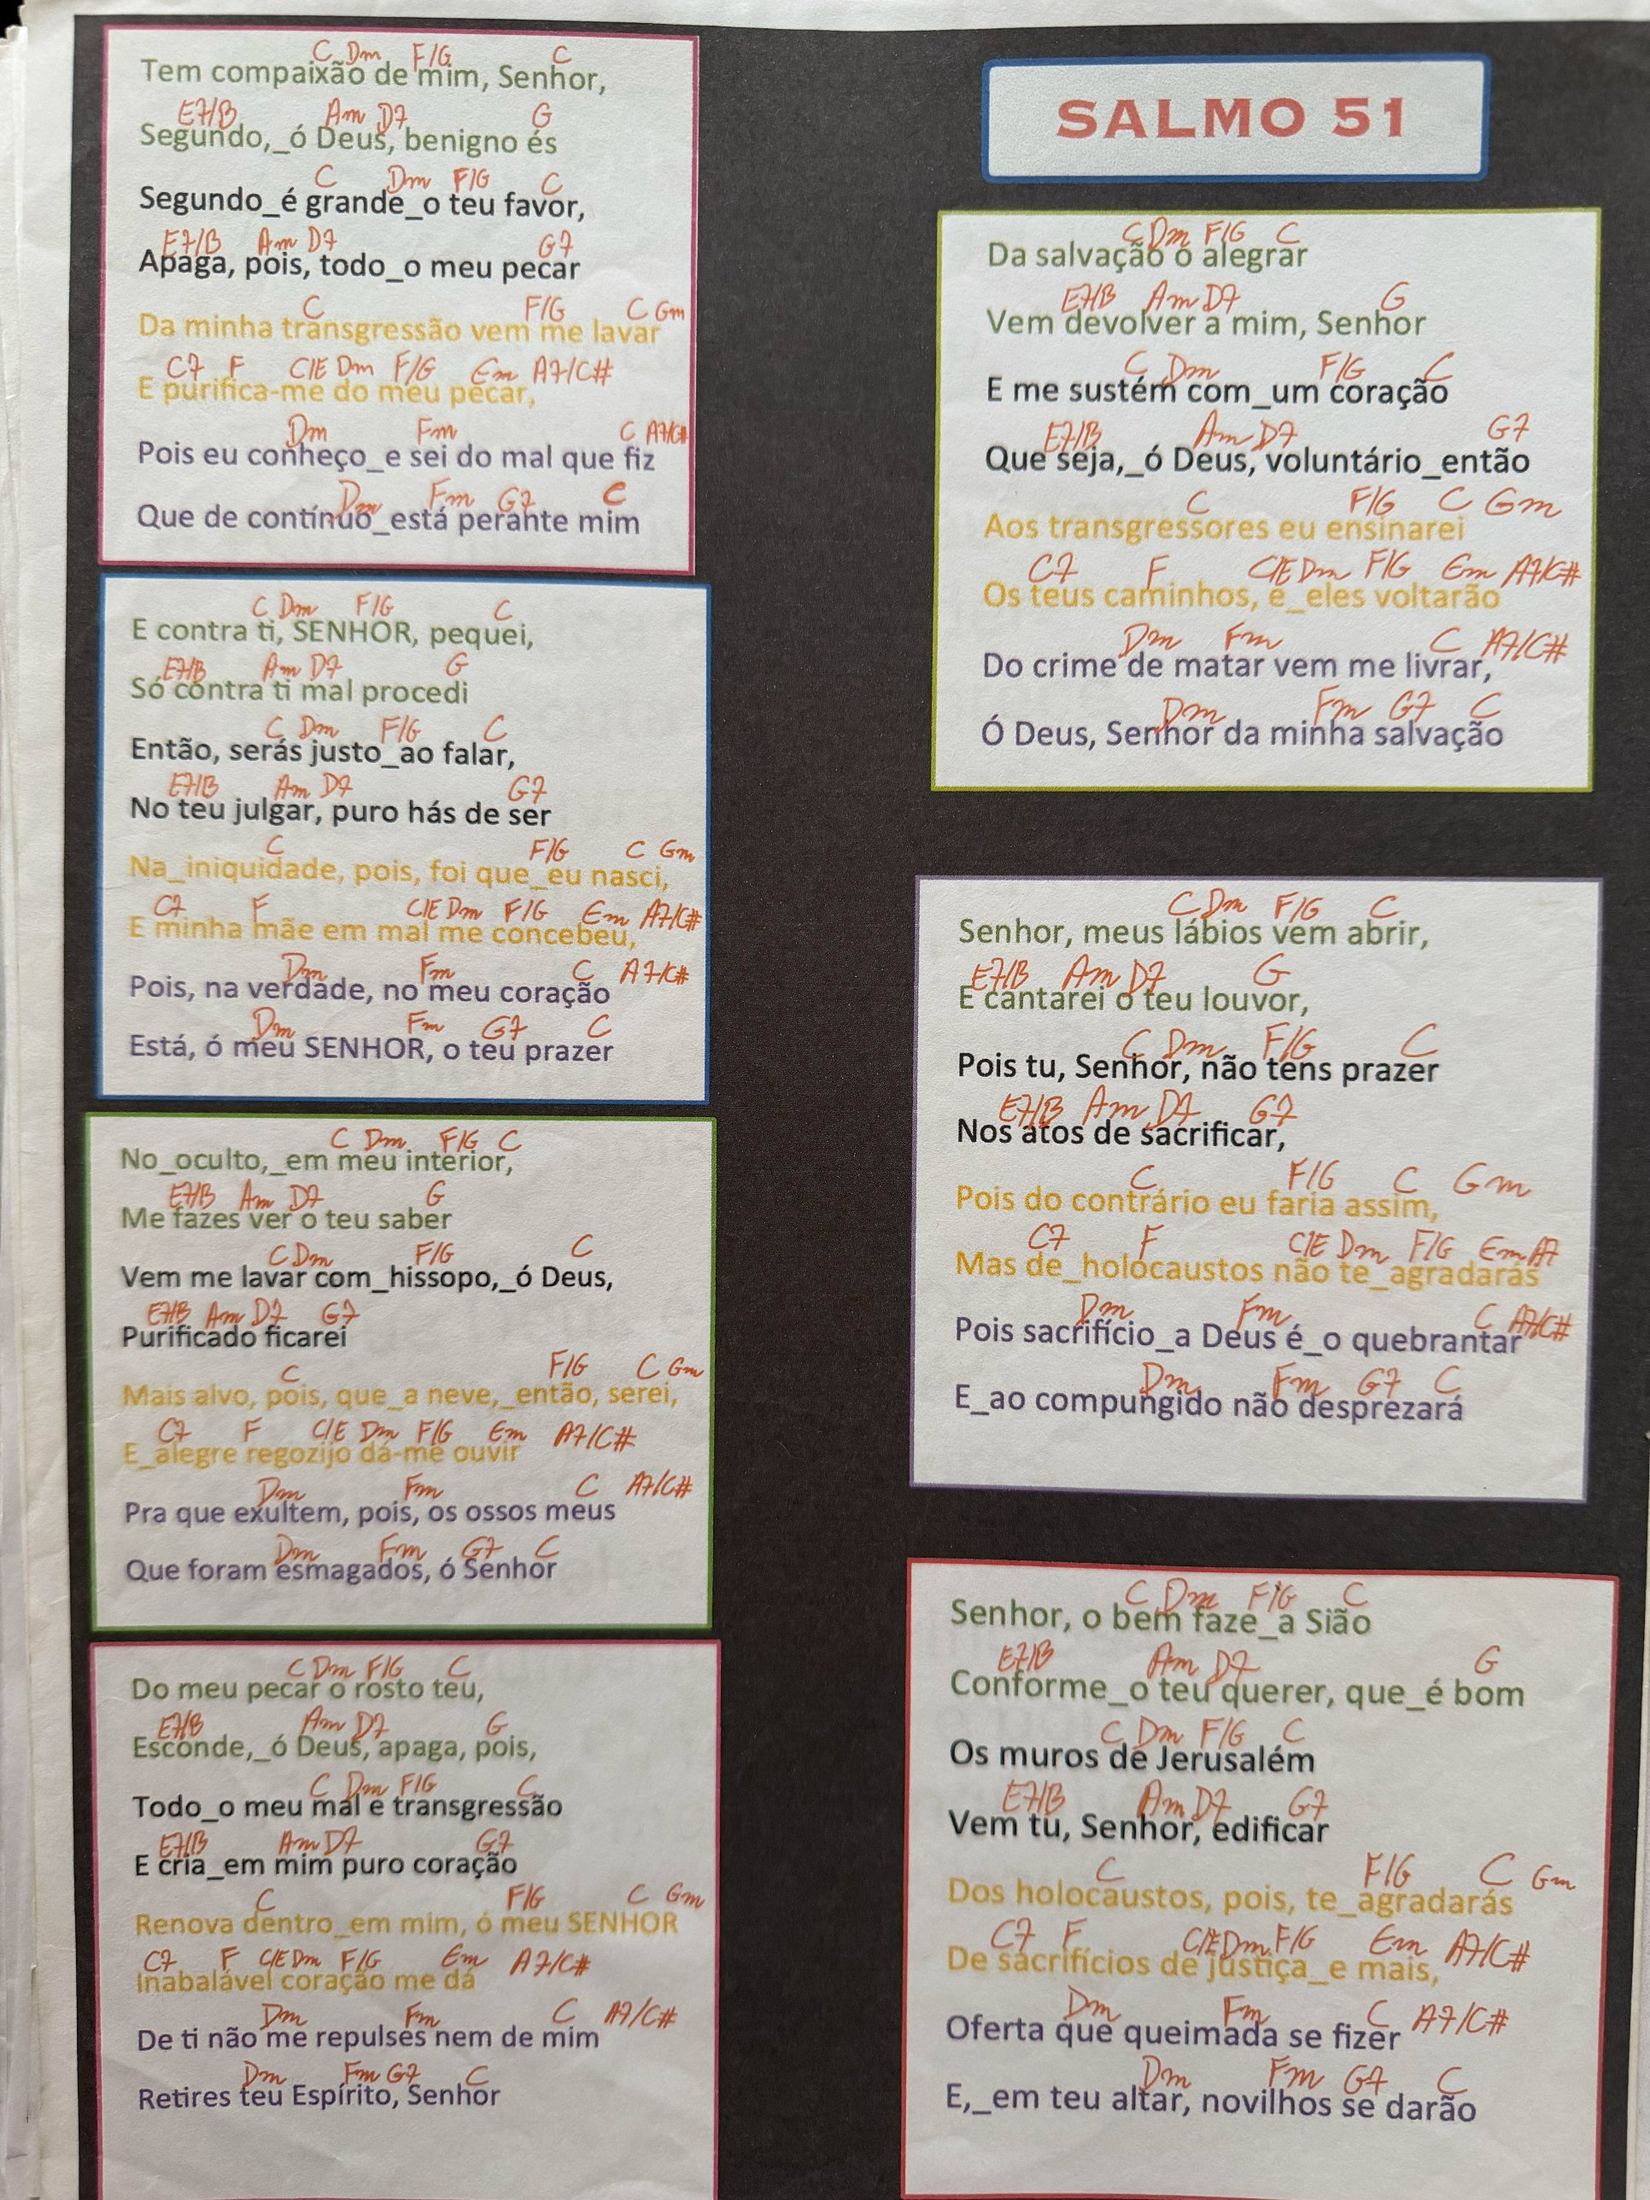 C Dm F/G C
Tem compaixão de mim, Senhor,
E7/B Am D7 G
Segundo,_ó Deus, benigno és
C Dm F/G C
Segundo_é grande_o teu favor,
E7/B Am D7 G7
Apaga, pois, todo_o meu pecar
C F/G C Gm
Da minha transgressão vem me lavar
C7 F C/E Dm F/G Em A7/C#
E purifica-me do meu pecar,
Dm Fm C A7/C#
Pois eu conheço_e sei do mal que fiz
Dm Fm G7 C
Que de contínuo_está perante mim
C Dm F/G C
E contra ti, SENHOR, pequei,
E7/B Am D7 G
Só contra ti mal procedi
C Dm F/G C
Então, serás justo_ao falar,
E7/B Am D7 G7
No teu julgar, puro hás de ser
C F/G C Gm
Na_iniquidade, pois, foi que_eu nasci,
C7 F C/E Dm F/G Em A7/C#
E minha mãe em mal me concebeu,
Dm Fm C A7/C#
Pois, na verdade, no meu coração
Dm Fm G7 C
Está, ó meu SENHOR, o teu prazer
C Dm F/G C
No_oculto,_em meu interior,
E7/B Am D7 G
Me fazes ver o teu saber
C Dm F/G C
Vem me lavar com_hissopo,_ó Deus,
E7/B Am D7 G7
Purificado ficarei
C F/G C Gm
Mais alvo, pois, que_a neve,_então, serei,
C7 F C/E Dm F/G Em A7/C#
E_alegre regozijo dá-me ouvir
Dm Fm C A7/C#
Pra que exultem, pois, os ossos meus
Dm Fm G7 C
Que foram esmagados, ó Senhor
C Dm F/G C
Do meu pecar o rosto teu,
E7/B Am D7 G
Esconde,_ó Deus, apaga, pois,
C Dm F/G C
Todo_o meu mal e transgressão
E7/B Am D7 G7
E cria_em mim puro coração
C F/G C Gm
Renova dentro_em mim, ó meu SENHOR
C7 F C/E Dm F/G Em A7/C#
Inabalável coração me dá
Dm Fm C A7/C#
De ti não me repulses nem de mim
Dm Fm G7 C
Retires teu Espírito, Senhor
SALMO 51
C Dm F/G C
Da salvação o alegrar
E7/B Am D7 G
Vem devolver a mim, Senhor
C Dm F/G C
E me sustém com_um coração
E7/B Am D7 G7
Que seja,_ó Deus, voluntário_então
C F/G C Gm
Aos transgressores eu ensinarei
C7 F C/E Dm F/G Em A7/C#
Os teus caminhos, e_eles voltarão
Dm Fm C A7/C#
Do crime de matar vem me livrar,
Dm Fm G7 C
Ó Deus, Senhor da minha salvação
C Dm F/G C
Senhor, meus lábios vem abrir,
E7/B Am D7 G
E cantarei o teu louvor,
C Dm F/G C
Pois tu, Senhor, não tens prazer
E7/B Am D7 G7
Nos atos de sacrificar,
C F/G C Gm
Pois do contrário eu faria assim,
C7 F C/E Dm F/G Em A7
Mas de_holocaustos não te_agradarás
Dm Fm C A7/C#
Pois sacrifício_a Deus é_o quebrantar
Dm Fm G7 C
E_ao compungido não desprezará
C Dm F/G C
Senhor, o bem faze_a Sião
E7/B Am D7 G
Conforme_o teu querer, que_é bom
C Dm F/G C
Os muros de Jerusalém
E7/B Am D7 G7
Vem tu, Senhor, edificar
C F/G C Gm
Dos holocaustos, pois, te_agradarás
C7 F C/E Dm F/G Em A7/C#
De sacrifícios de justiça_e mais,
Dm Fm C A7/C#
Oferta que queimada se fizer
Dm Fm G7 C
E,_em teu altar, novilhos se darão